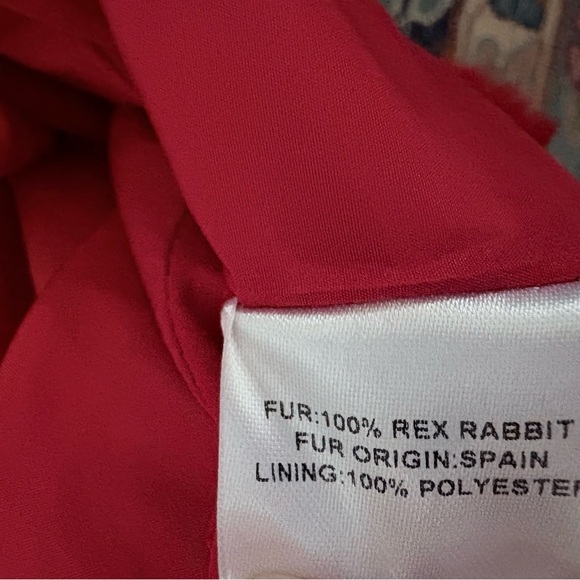 FUR:100% REX RABBIT
FUR ORIGIN:SPAIN
LINING:100% POLYESTER